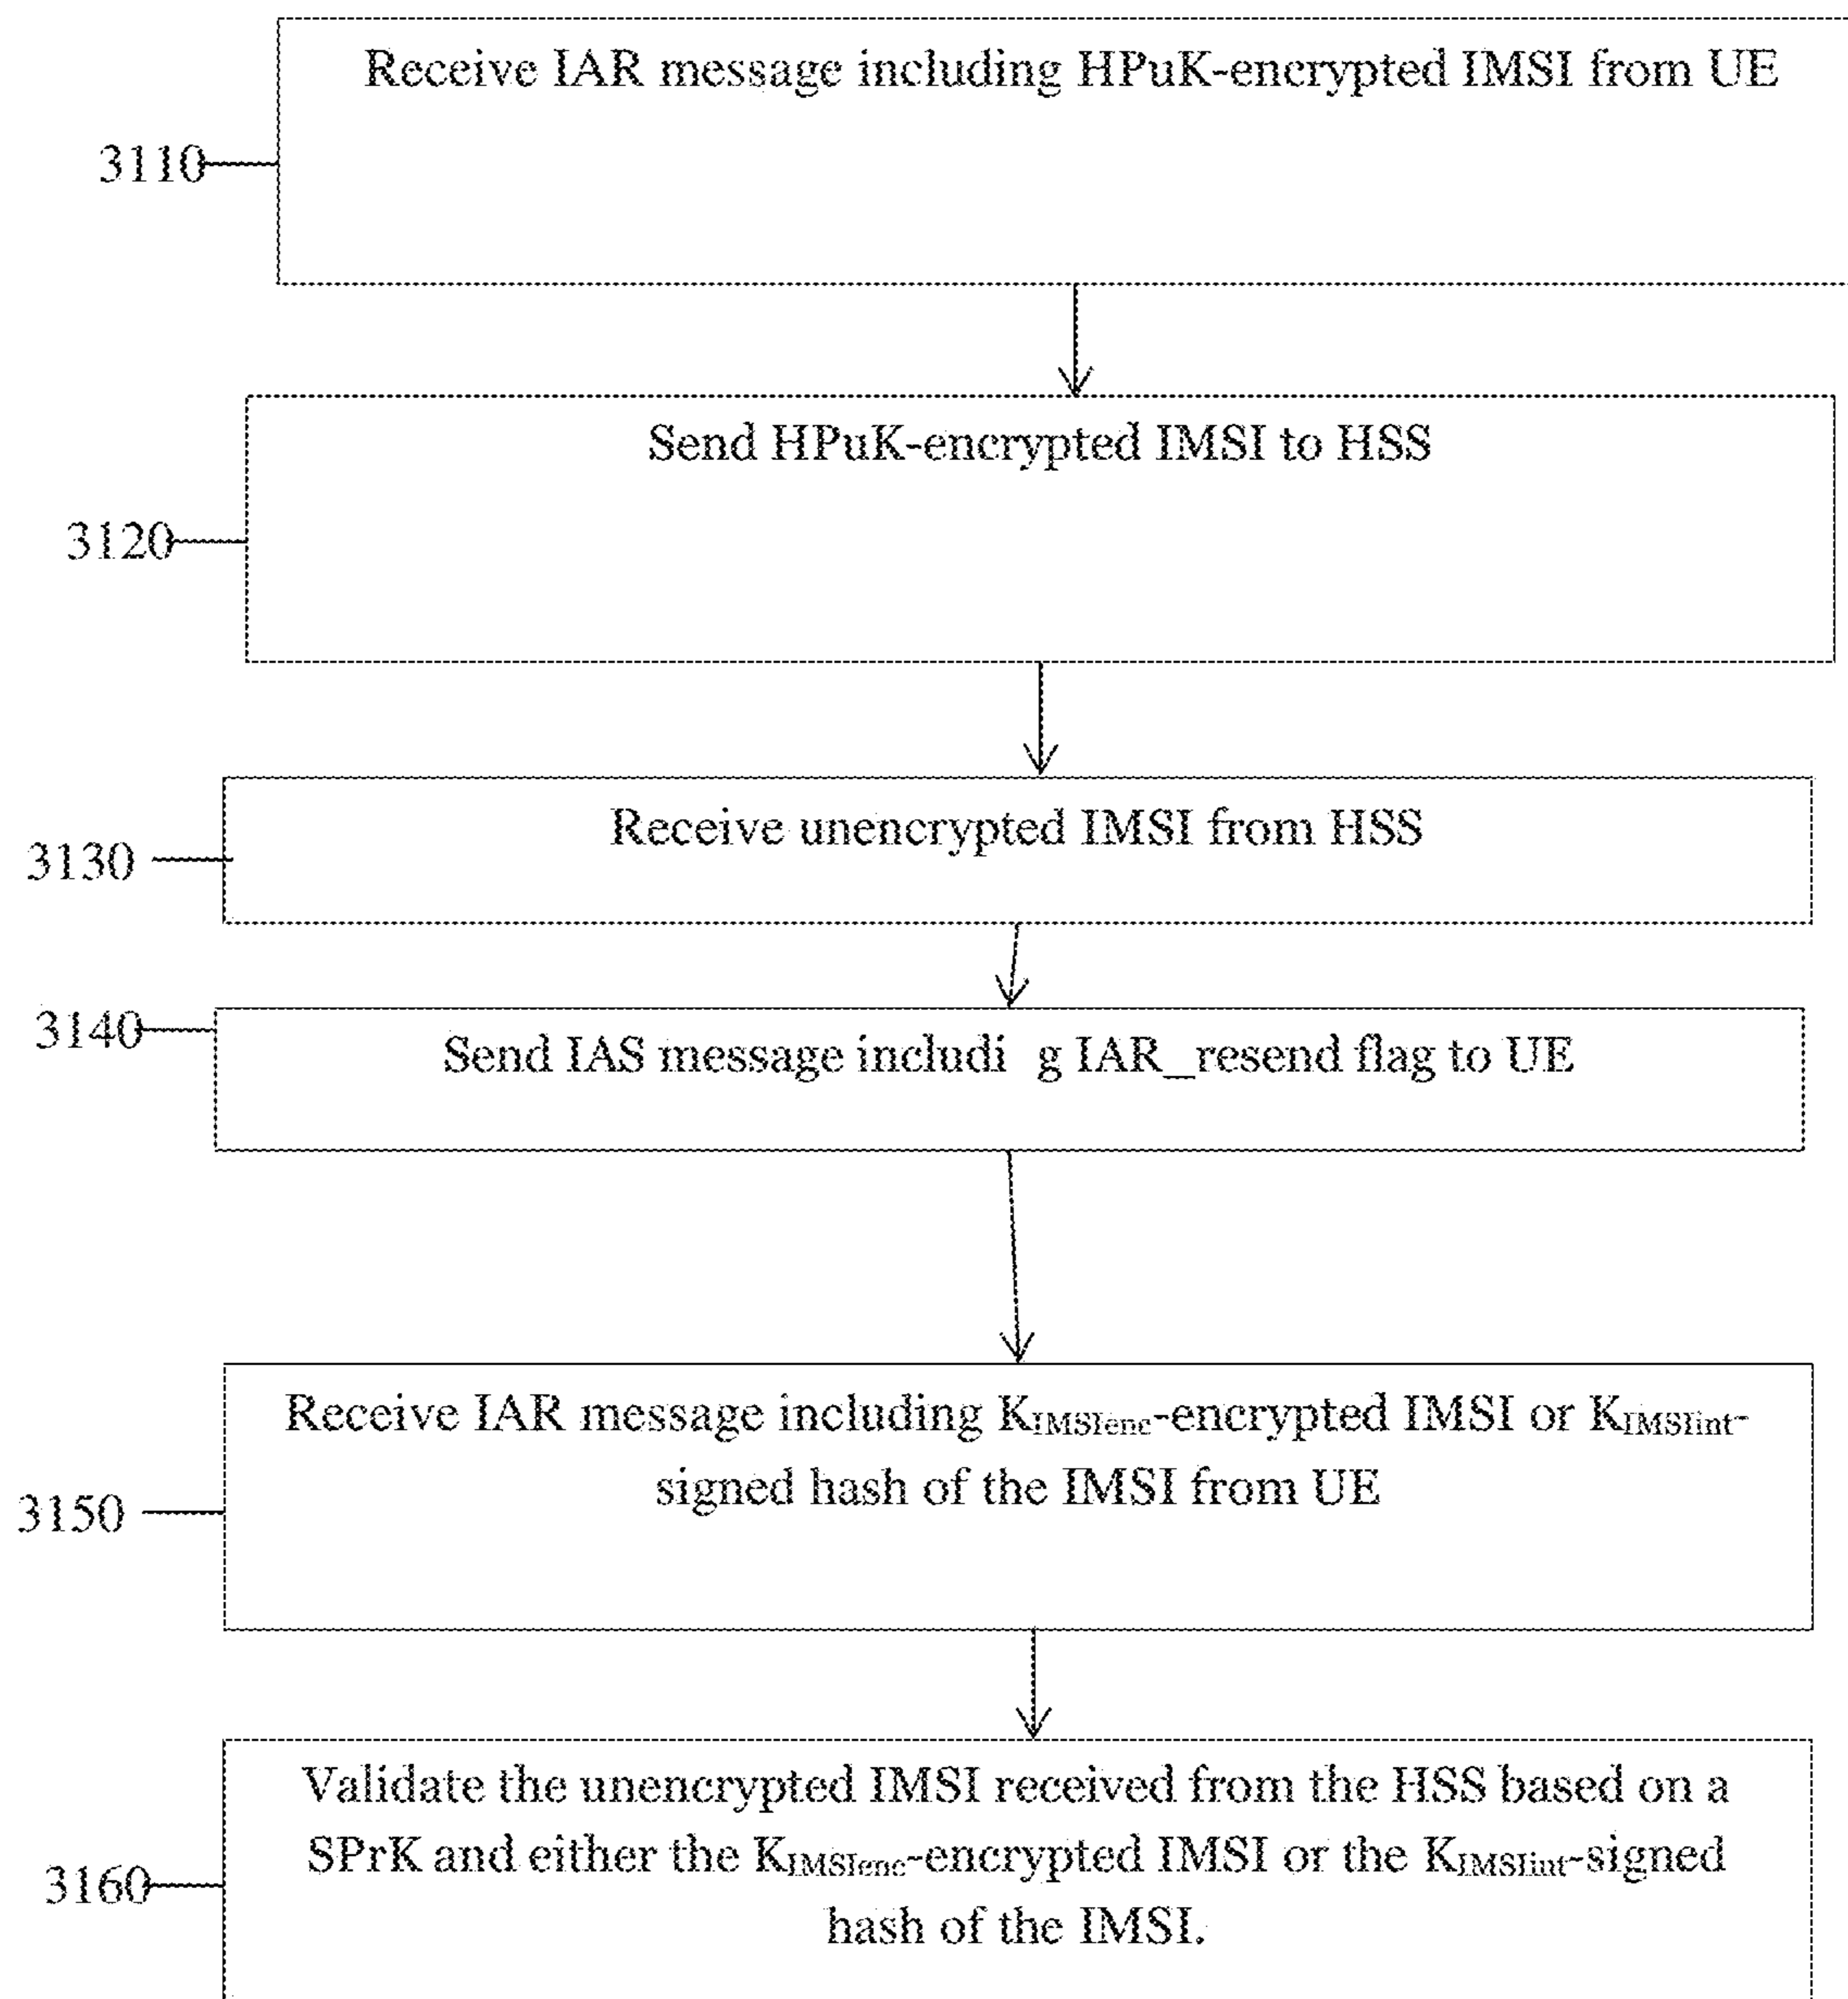 Receive IAR message including HPuK-encrypted IMSI from UE
3110
Send HPuK-encrypted IMSI to HSS
3120
Receive unencrypted IMSI from HSS
3130
3140
Send IAS message includi g IAR_resend flag to UE
Receive IAR message including KIMSIenc-encrypted IMSI or KIMSIint-
signed hash of the IMSI from UE
3150
Validate the unencrypted IMSI received from the HSS based on a
SPrK and either the KIMSIenc-encrypted IMSI or the KIMSIint-signed
3160
hash of the IMSI.